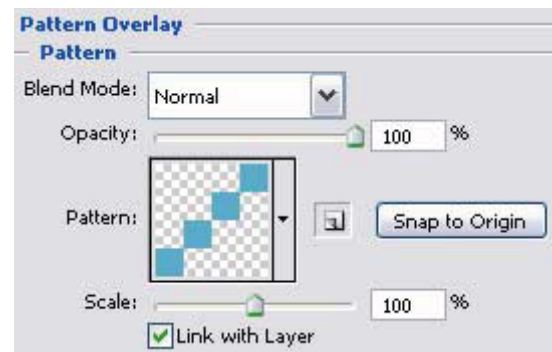 Pattern Overlay
Pattern
Blend Mode: Normal
Opacity: 100 %
Pattern: Snap to Origin
Scale: 100 %
Link with Layer